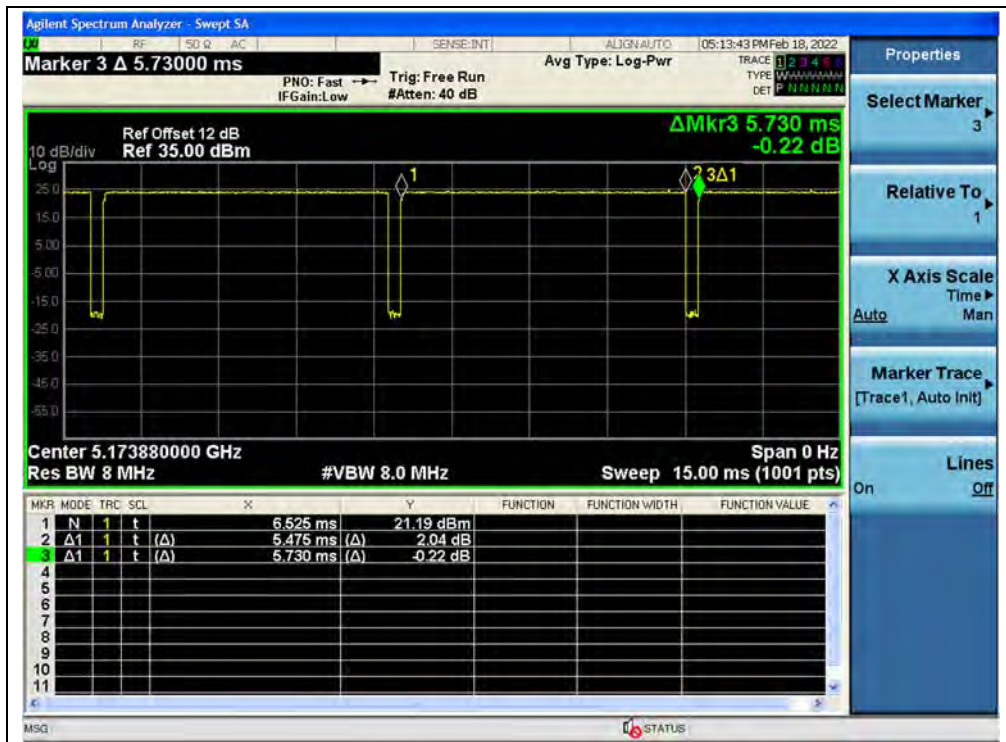 Agilent Spectrum Analyzer - Swept SA
LXI RF 50 Ω AC SENSE:INT ALIGN AUTO 05:13:43 PM Feb 18, 2022
Marker 3 Δ 5.73000 ms
PNO: Fast
IFGain:Low
Trig: Free Run
#Atten: 40 dB
Avg Type: Log-Pwr
TRACE 1 2 3 4 5 6
TYPE W
DET P N N N N N
Ref Offset 12 dB
10 dB/div Ref 35.00 dBm
ΔMkr3 5.730 ms
-0.22 dB
Log
25.0
15.0
5.00
-5.00
-15.0
-25.0
-35.0
-45.0
-55.0
1
2 3Δ1
Center 5.173880000 GHz Span 0 Hz
Res BW 8 MHz #VBW 8.0 MHz Sweep 15.00 ms (1001 pts)
MKR MODE TRC SCL X Y FUNCTION FUNCTION WIDTH FUNCTION VALUE
1 N 1 t 6.525 ms 21.19 dBm
2 Δ1 1 t (Δ) 5.475 ms (Δ) 2.04 dB
3 Δ1 1 t (Δ) 5.730 ms (Δ) -0.22 dB
4
5
6
7
8
9
10
11
MSG STATUS
Properties
Select Marker
3
Relative To
1
X Axis Scale
Time
Auto Man
Marker Trace
[Trace1, Auto Init]
Lines
On Off